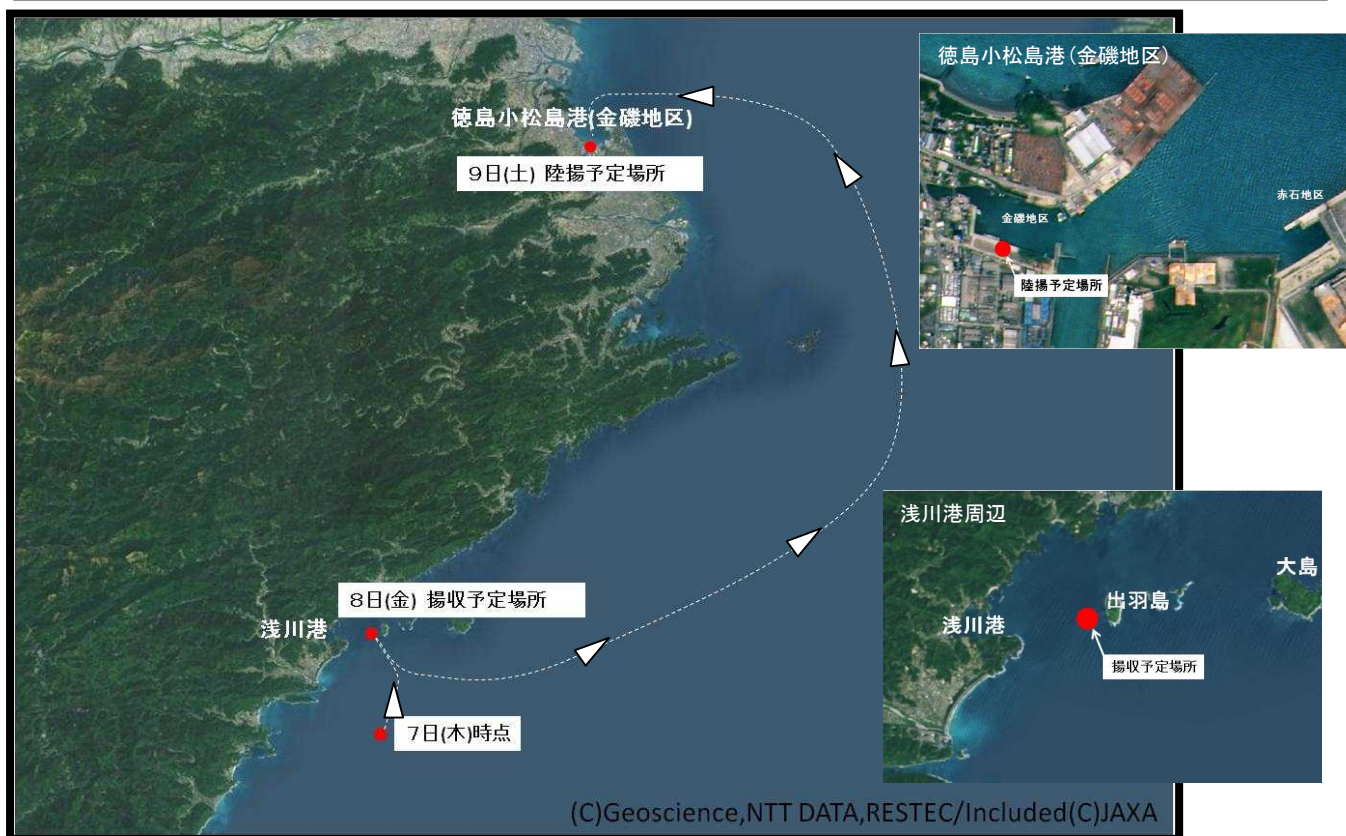 徳島小松島港(金磯地区)
9日(土) 陸揚予定場所
8日(金) 揚収予定場所
浅川港
7日(木)時点
(C)Geoscience,NTT DATA,RESTEC/Included(C)JAXA
徳島小松島港(金磯地区)
赤石地区
金磯地区
陸揚予定場所
浅川港周辺
大島
出羽島
浅川港
揚収予定場所